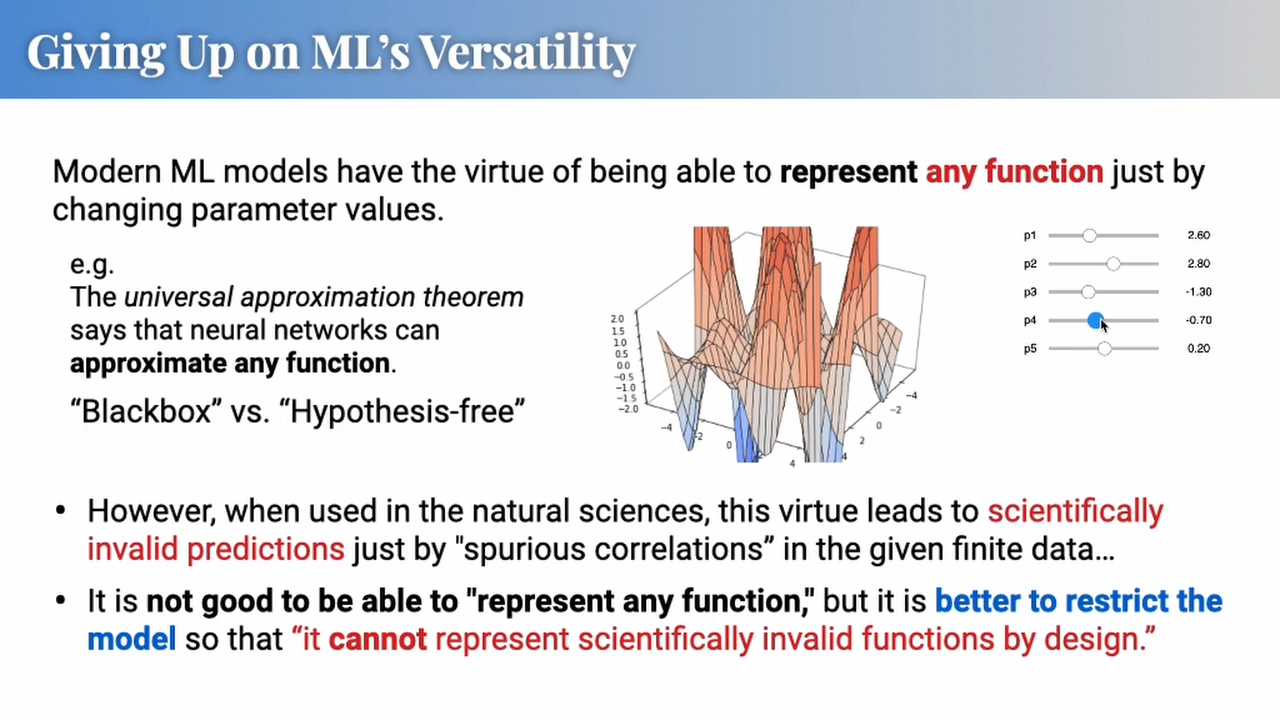 Giving Up on ML’s Versatility
Modern ML models have the virtue of being able to represent any function just by
changing parameter values.
e.g.
The universal approximation theorem
says that neural networks can
approximate any function.
“Blackbox” vs. “Hypothesis-free”
2.0
1.5
1.0
0.5
0.0
−0.5
−1.0
−1.5
−2.0
−4
−2
0
4
4
2
0
−2
−4
p1 2.60
p2 2.80
p3 -1.30
p4 -0.70
p5 0.20
• However, when used in the natural sciences, this virtue leads to scientifically
invalid predictions just by "spurious correlations” in the given finite data...
• It is not good to be able to "represent any function," but it is better to restrict the
model so that “it cannot represent scientifically invalid functions by design.”